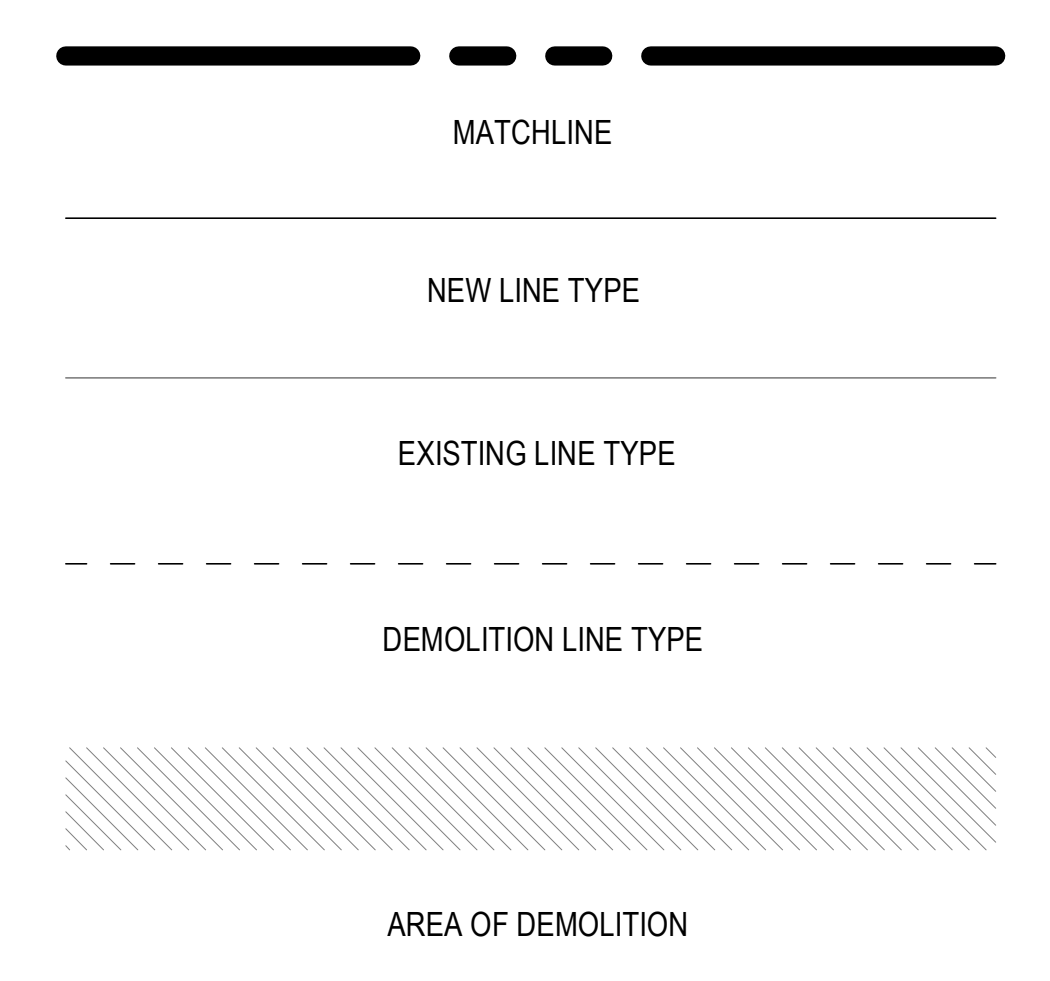 MATCHLINE
NEW LINE TYPE
EXISTING LINE TYPE
DEMOLITION LINE TYPE
AREA OF DEMOLITION